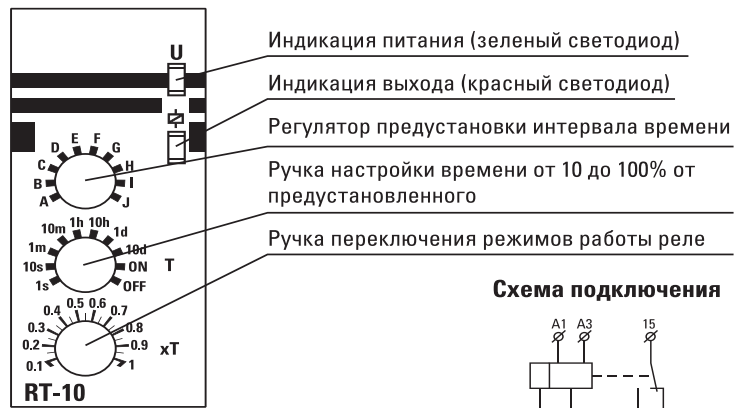 U
Индикация питания (зеленый светодиод)
Индикация выхода (красный светодиод)
Регулятор предустановки интервала времени
Ручка настройки времени от 10 до 100% от
предустановленного
Ручка переключения режимов работы реле
A B C D E F G H I J
1s 10s 1m 10m 1h 10h 1d 10d ON OFF
T
0.1 0.2 0.3 0.4 0.5 0.6 0.7 0.8 0.9 1
xT
RT-10
Схема подключения
A1 A3 15